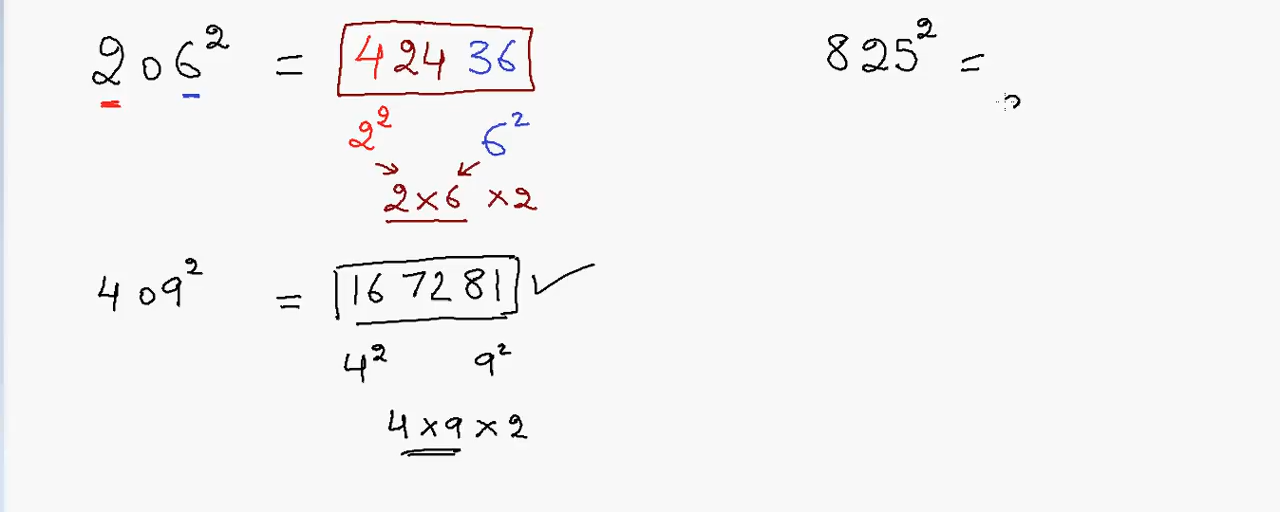 206² = 42436
2² 6²
2×6 ×2
409² = 167281
4² 9²
4×9×2
825² =